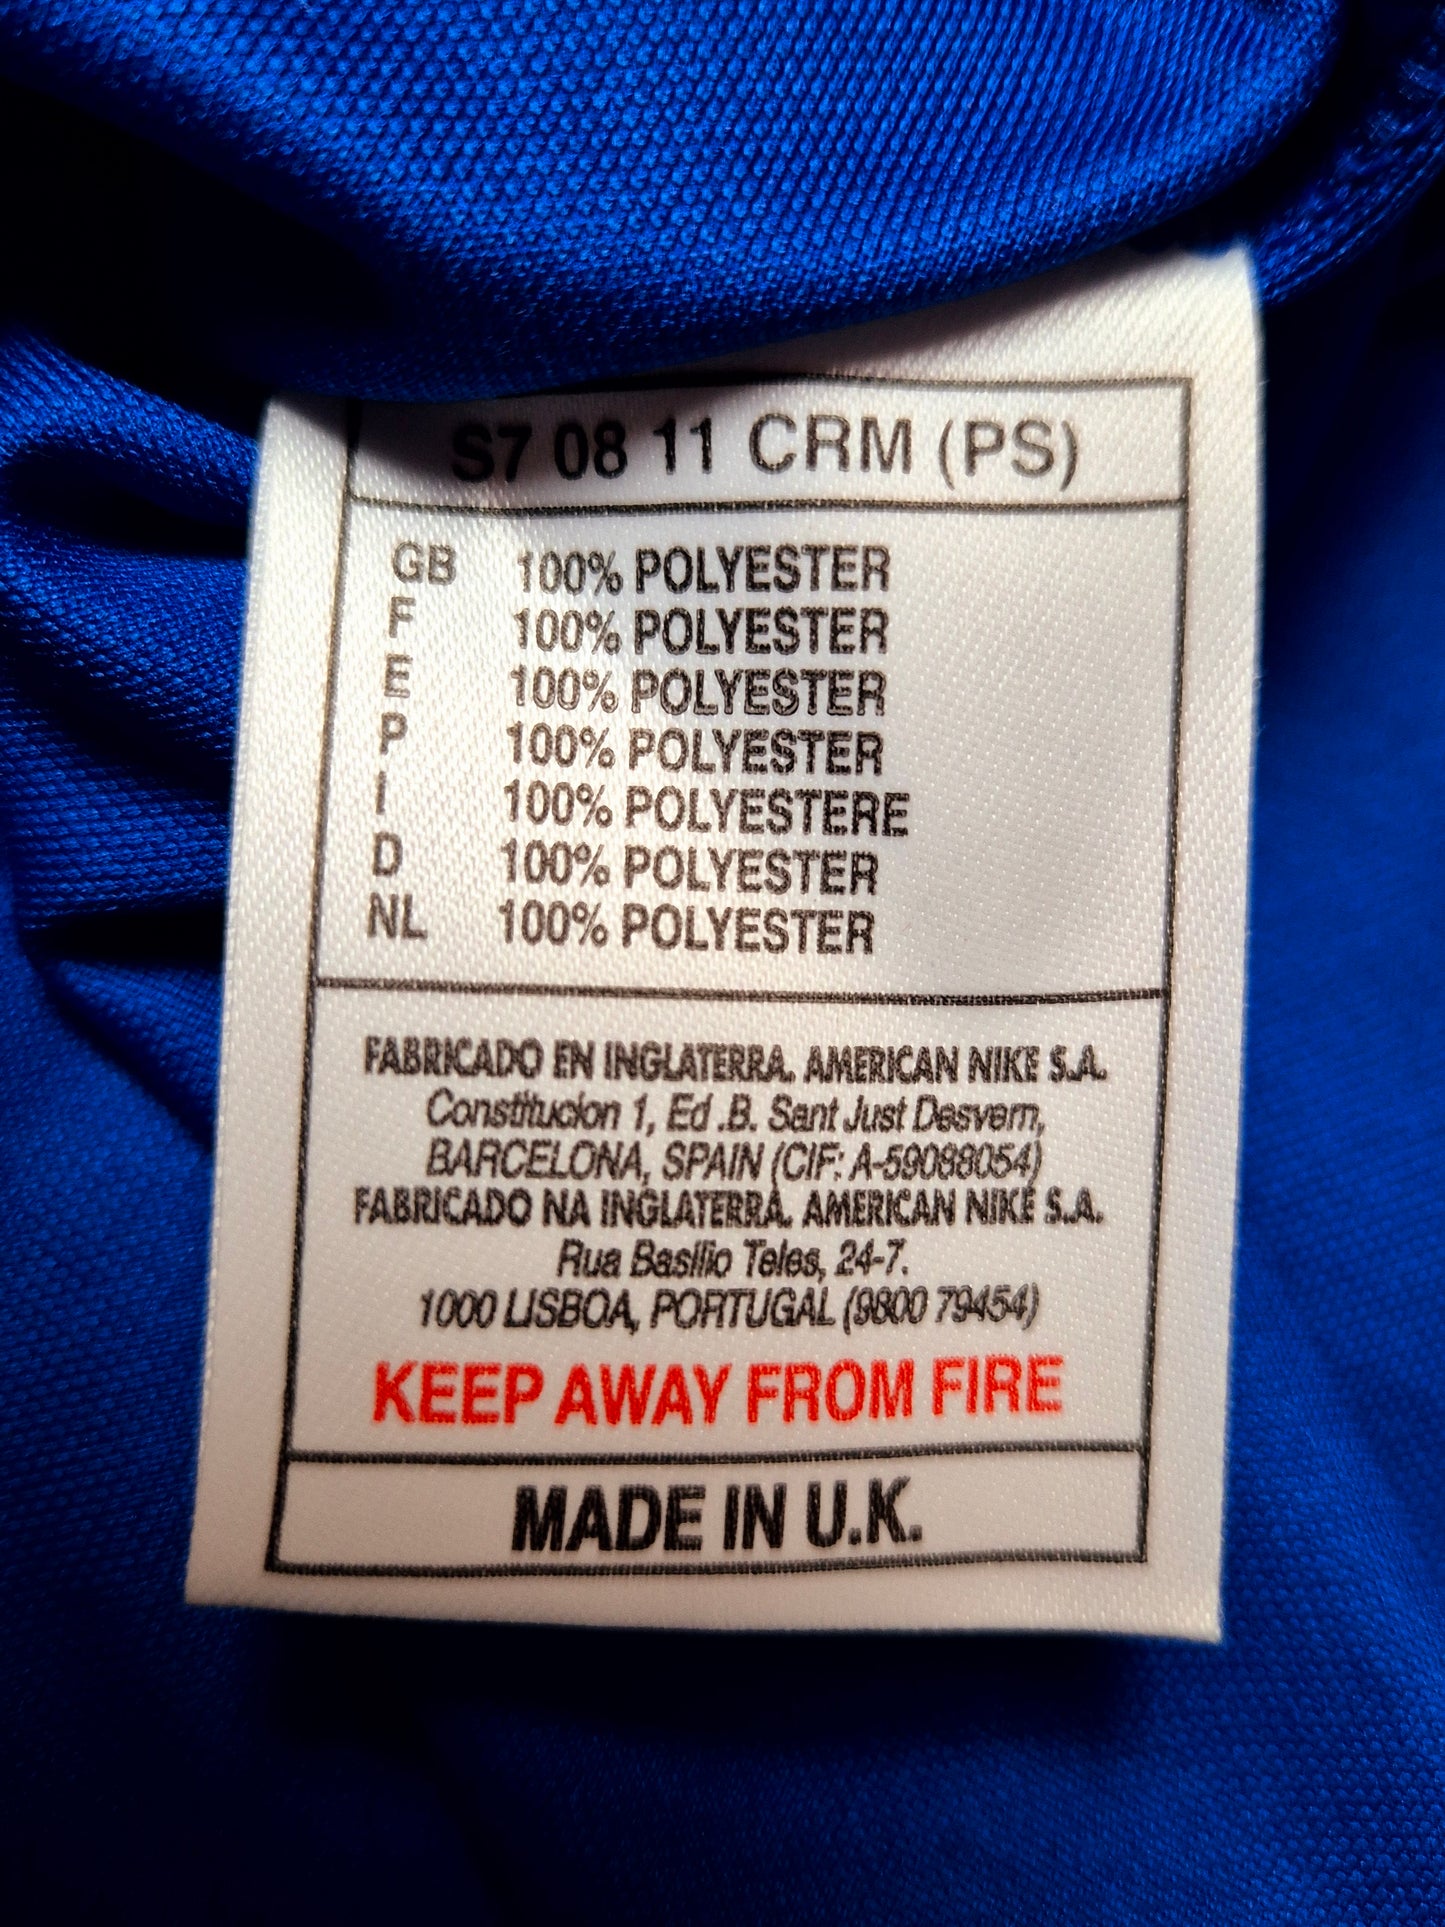 S7 08 11 CRM (PS)
GB 100% POLYESTER
F 100% POLYESTER
E 100% POLYESTER
P 100% POLYESTER
I 100% POLYESTERE
D 100% POLYESTER
NL 100% POLYESTER
FABRICADO EN INGLATERRA. AMERICAN NIKE S.A.
Constitucion 1, Ed .B. Sant Just Desvern,
BARCELONA, SPAIN (CIF: A-59088054)
FABRICADO NA INGLATERRA. AMERICAN NIKE S.A.
Rua Basilio Teles, 24-7.
1000 LISBOA, PORTUGAL (9800 79454)
KEEP AWAY FROM FIRE
MADE IN U.K.